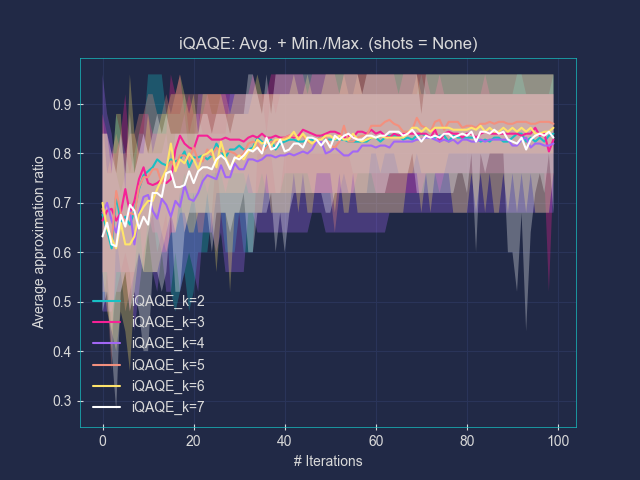 iQAQE: Avg. + Min./Max. (shots = None)
Average approximation ratio
0.9
0.8
0.7
0.6
0.5
0.4
0.3
iQAQE_k=2
iQAQE_k=3
iQAQE_k=4
iQAQE_k=5
iQAQE_k=6
iQAQE_k=7
0 20 40 60 80 100
# Iterations